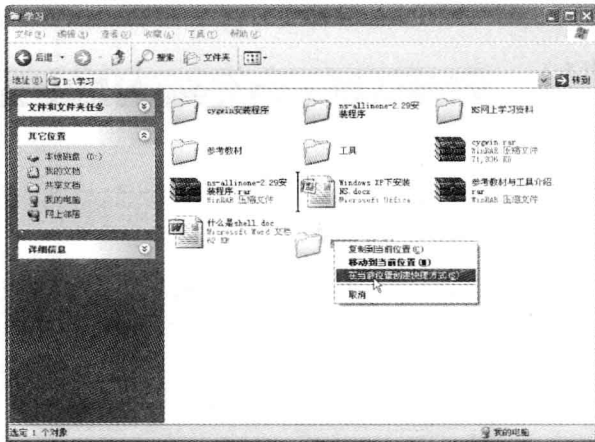 学习
文件(F) 编辑(E) 查看(V) 收藏(A) 工具(T) 帮助(H)
后退 搜索 文件夹
地址(D) D:\学习 转到
文件和文件夹任务
其它位置
本地磁盘 (D:)
我的文档
共享文档
我的电脑
网上邻居
详细信息
cygwin安装程序
ns-allinone-2.29安
装程序
NS网上学习资料
参考教材
工具
cygwin.rar
WinRAR 压缩文件
71,936 KB
ns-allinone-2.29安
装程序.rar
WinRAR 压缩文件
Windows XP下安装
NS.docx
Microsoft Office
参考教材与工具介绍.
rar
WinRAR 压缩文件
什么是shell.doc
Microsoft Word 文档
62 KB
复制到当前位置(C)
移动到当前位置(M)
在当前位置创建快捷方式(S)
取消
选定 1 个对象
我的电脑